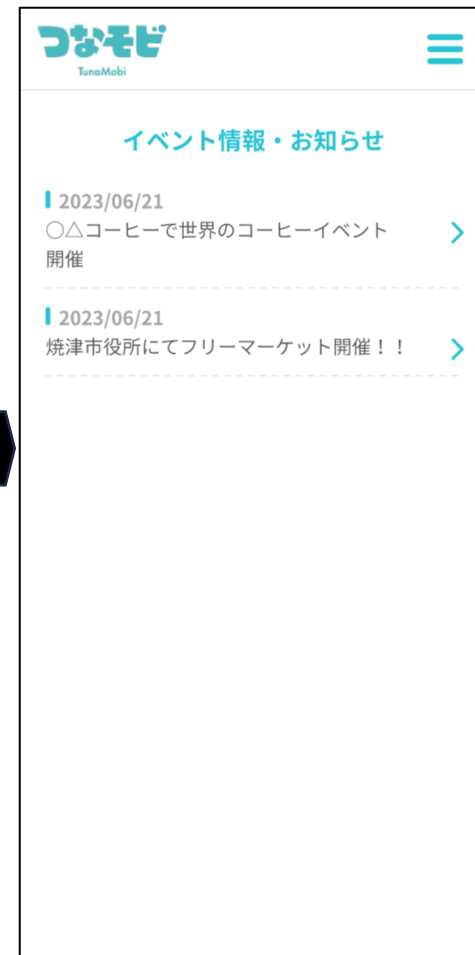 つなモビ
TunaMobi
イベント情報・お知らせ
2023/06/21
○△コーヒーで世界のコーヒーイベント
開催
2023/06/21
焼津市役所にてフリーマーケット開催！！